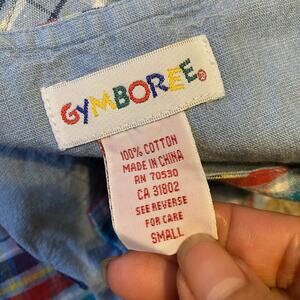 GYMBOREE®
100% COTTON
MADE IN CHINA
RN 70530
CA 31802
SEE REVERSE
FOR CARE
SMALL